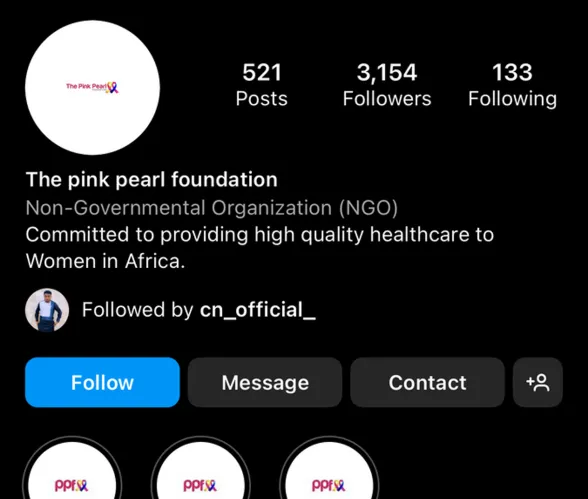 The Pink Pearl
521
Posts
3,154
Followers
133
Following
The pink pearl foundation
Non-Governmental Organization (NGO)
Committed to providing high quality healthcare to
Women in Africa.
Followed by cn_official_
Follow
Message
Contact
ppf
ppf
ppf